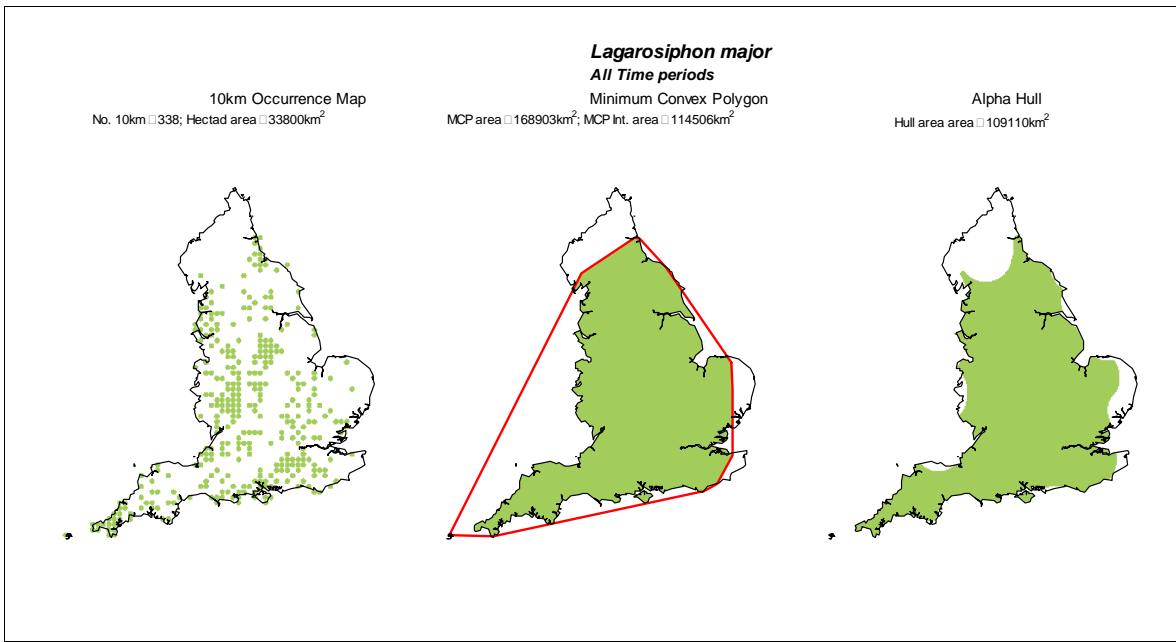 Lagarosiphon major
All Time periods
10km Occurrence Map
No. 10km □338; Hectad area □33800km²
Minimum Convex Polygon
MCP area □168903km²; MCP Int. area □114506km²
Alpha Hull
Hull area area □109110km²